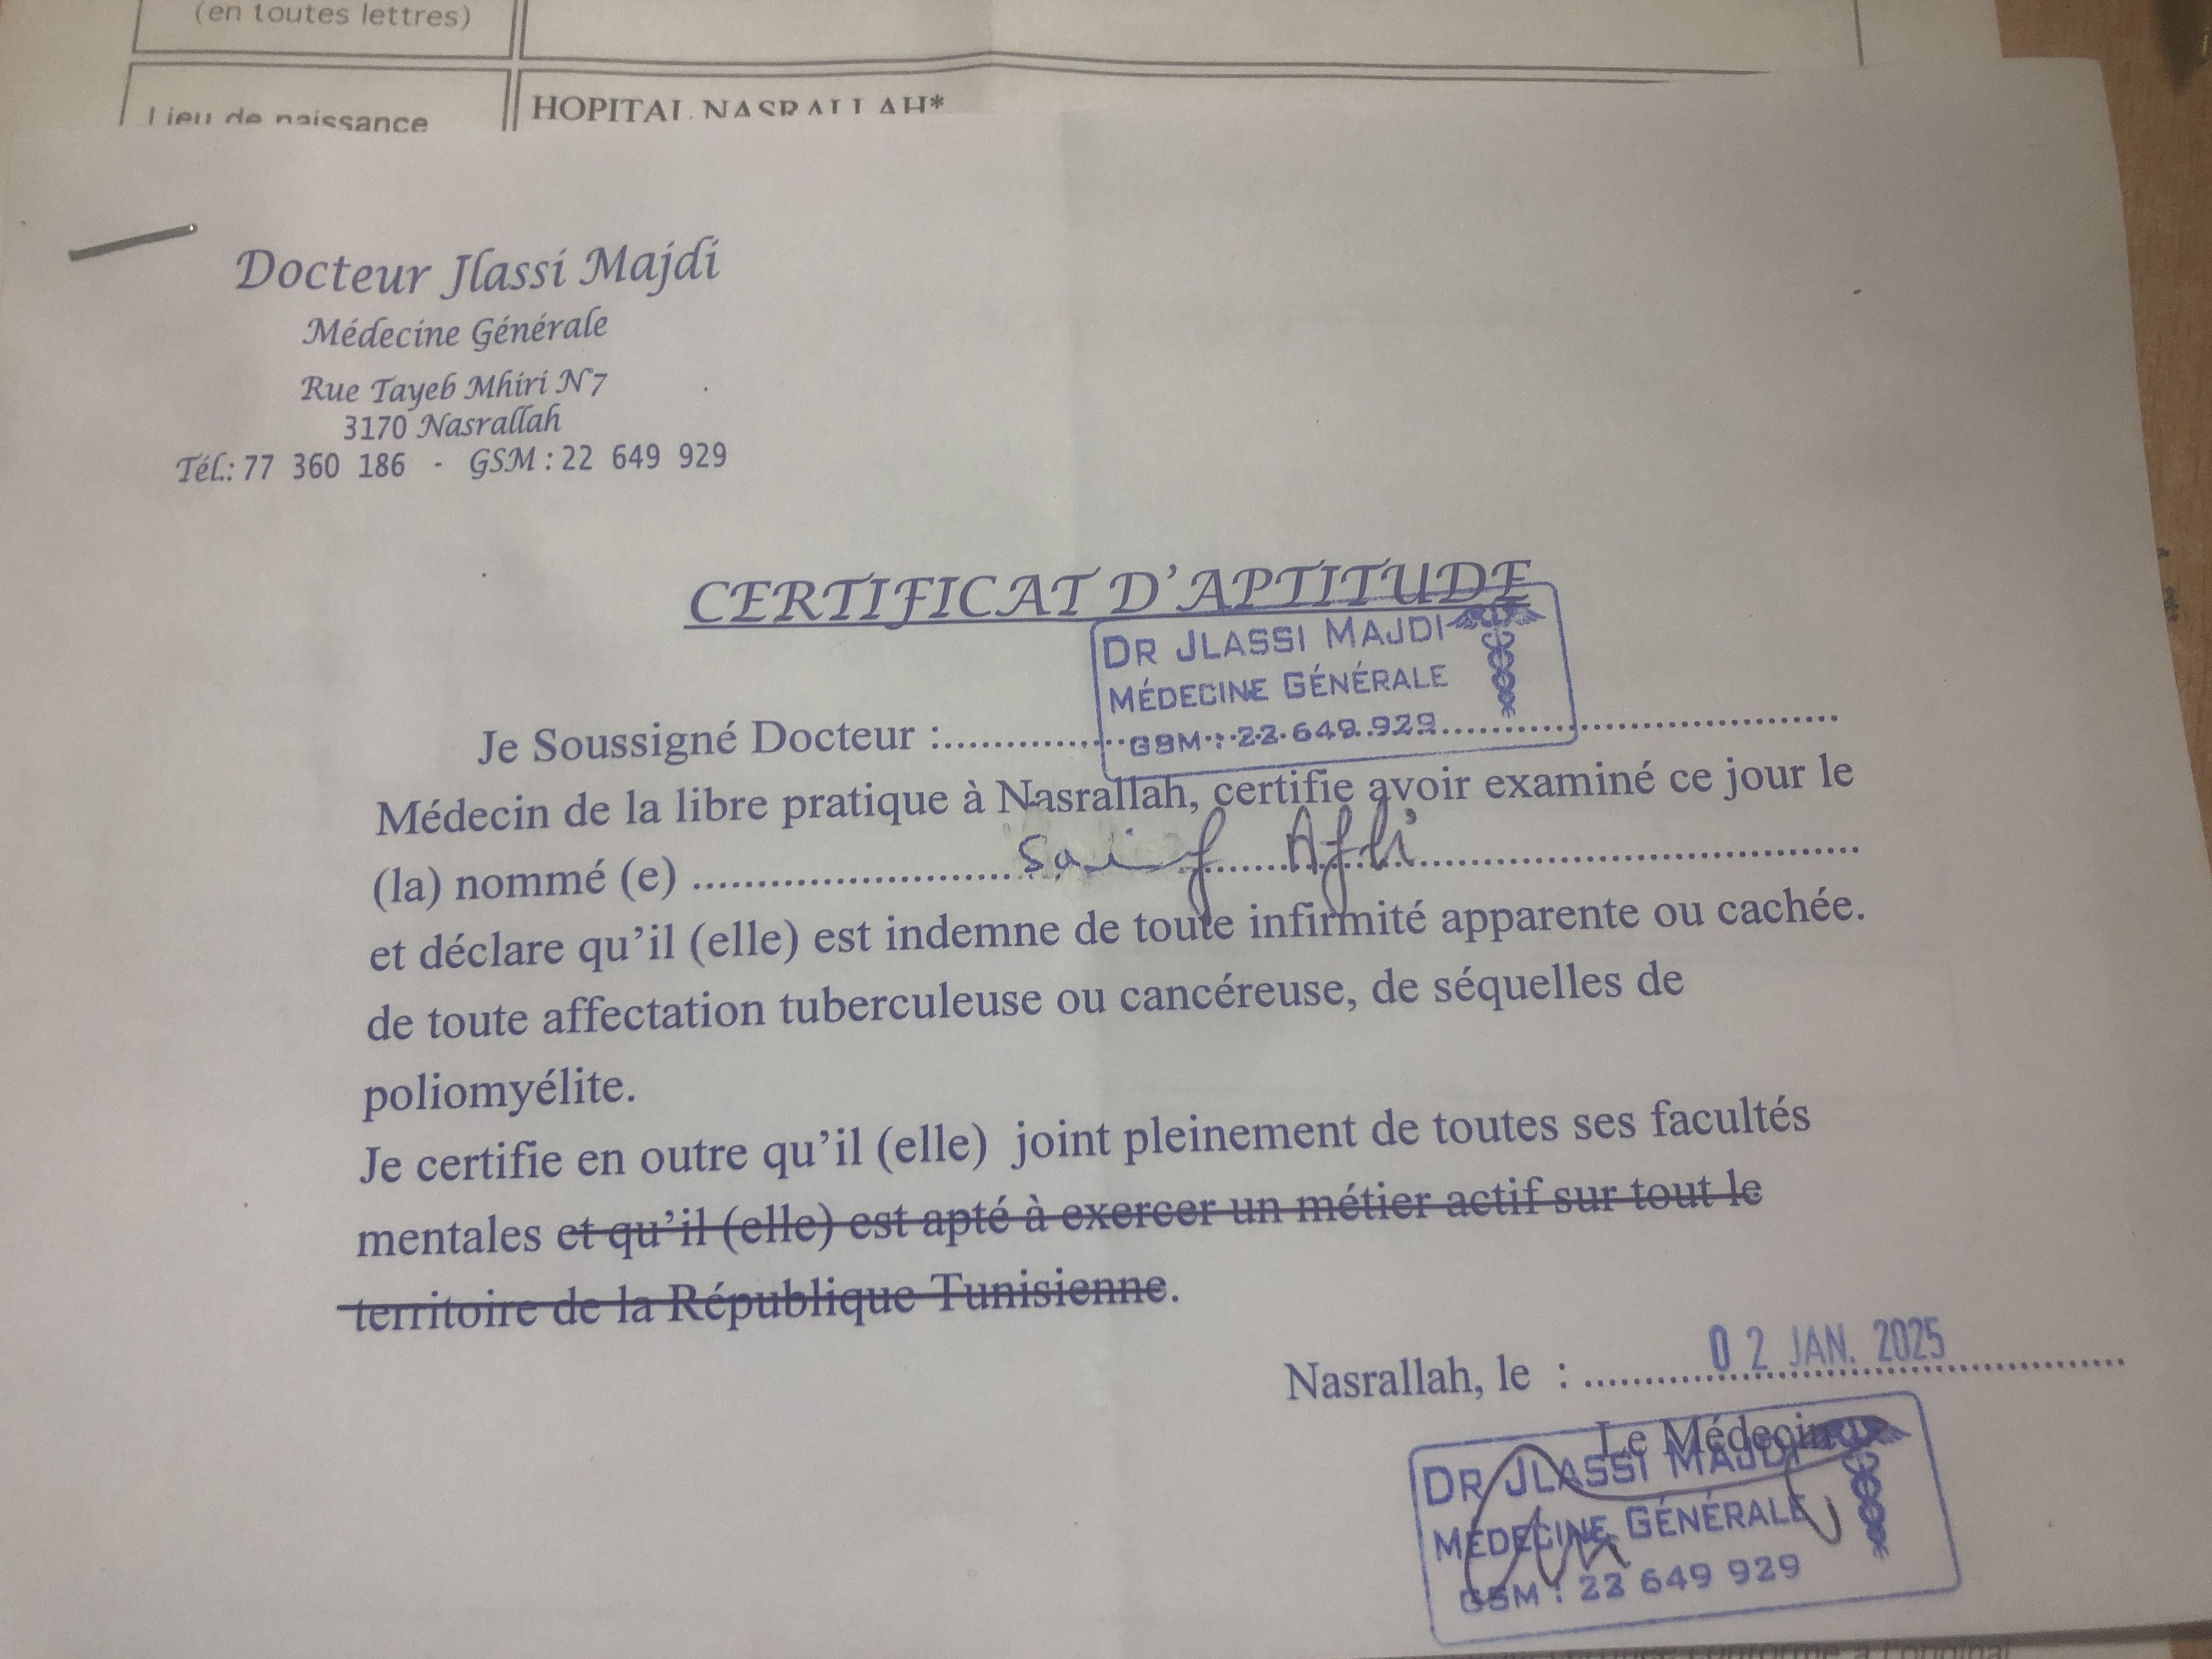 (en toutes lettres)
Lieu de naissance
HOPITAL NASRALLAH*
Docteur Jlassi Majdi
Médecine Générale
Rue Tayeb Mhiri N°7
3170 Nasrallah
Tél.: 77 360 186 - GSM : 22 649 929
CERTIFICAT D'APTITUDE
DR JLASSI MAJDI
MÉDECINE GÉNÉRALE
GSM : 22 649 929
Je Soussigné Docteur :
Médecin de la libre pratique à Nasrallah, certifie avoir examiné ce jour le
(la) nommé (e) Saif Afli
et déclare qu'il (elle) est indemne de toute infirmité apparente ou cachée.
de toute affectation tuberculeuse ou cancéreuse, de séquelles de
poliomyélite.
Je certifie en outre qu'il (elle) joint pleinement de toutes ses facultés
mentales et qu'il (elle) est apté à exercer un métier actif sur tout le
territoire de la République Tunisienne.
Nasrallah, le : 02 JAN. 2025
Le Médecin
DR JLASSI MAJDI
MÉDECINE GÉNÉRALE
GSM : 22 649 929
conforme à l'original